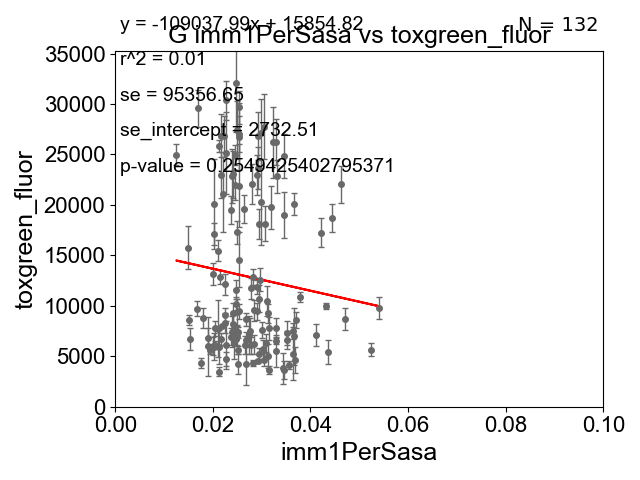 y = -109037.99x + 15854.82
N = 132
G imm1PerSasa vs toxgreen_fluor
r^2 = 0.01
se = 95356.65
se_intercept = 2732.51
p-value = 0.2549425402795371
toxgreen_fluor
35000
30000
25000
20000
15000
10000
5000
0
0.00 0.02 0.04 0.06 0.08 0.10
imm1PerSasa